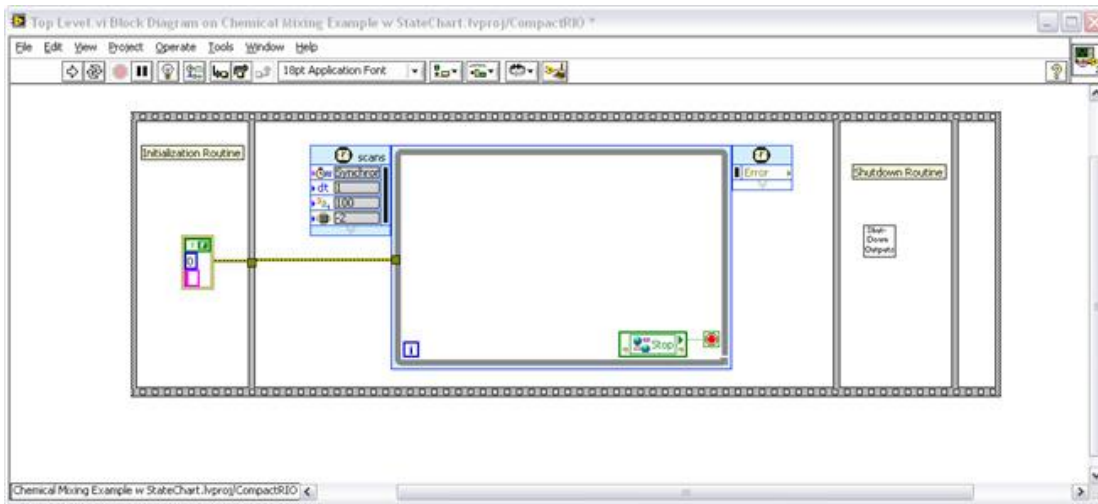 Top Level.vi Block Diagram on Chemical Mixing Example w StateChart.lvproj/CompactRIO *
File Edit View Project Operate Tools Window Help
18pt Application Font
Initialization Routine
scans
Synchron
Error
Shutdown Routine
dt 1
100
-2
Shut-
Down
Outputs
0
Stop
i
Chemical Mixing Example w StateChart.lvproj/CompactRIO